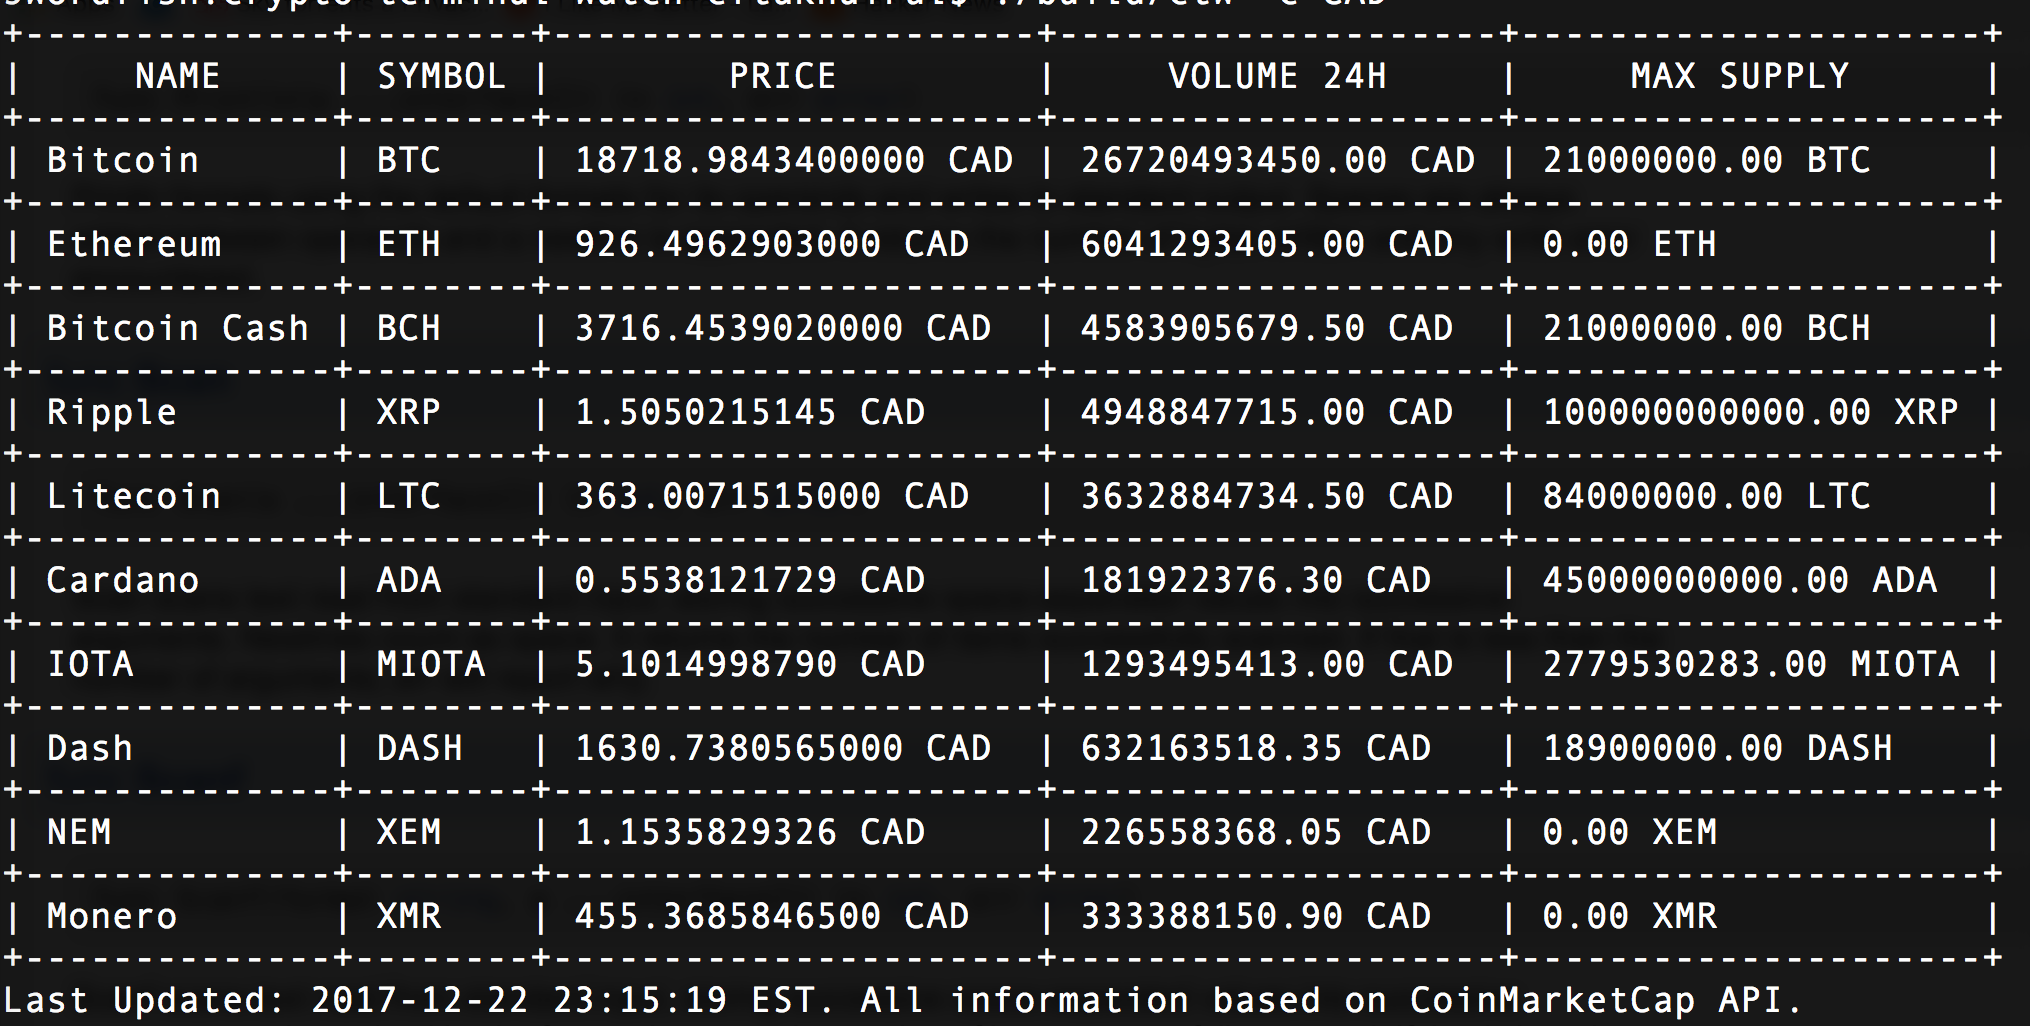 +--------------+--------+----------------------+--------------------+---------------------+
| NAME | SYMBOL | PRICE | VOLUME 24H | MAX SUPPLY |
+--------------+--------+----------------------+--------------------+---------------------+
| Bitcoin | BTC | 18718.9843400000 CAD | 26720493450.00 CAD | 21000000.00 BTC |
+--------------+--------+----------------------+--------------------+---------------------+
| Ethereum | ETH | 926.4962903000 CAD | 6041293405.00 CAD | 0.00 ETH |
+--------------+--------+----------------------+--------------------+---------------------+
| Bitcoin Cash | BCH | 3716.4539020000 CAD | 4583905679.50 CAD | 21000000.00 BCH |
+--------------+--------+----------------------+--------------------+---------------------+
| Ripple | XRP | 1.5050215145 CAD | 4948847715.00 CAD | 100000000000.00 XRP |
+--------------+--------+----------------------+--------------------+---------------------+
| Litecoin | LTC | 363.0071515000 CAD | 3632884734.50 CAD | 84000000.00 LTC |
+--------------+--------+----------------------+--------------------+---------------------+
| Cardano | ADA | 0.5538121729 CAD | 181922376.30 CAD | 45000000000.00 ADA |
+--------------+--------+----------------------+--------------------+---------------------+
| IOTA | MIOTA | 5.1014998790 CAD | 1293495413.00 CAD | 2779530283.00 MIOTA |
+--------------+--------+----------------------+--------------------+---------------------+
| Dash | DASH | 1630.7380565000 CAD | 632163518.35 CAD | 18900000.00 DASH |
+--------------+--------+----------------------+--------------------+---------------------+
| NEM | XEM | 1.1535829326 CAD | 226558368.05 CAD | 0.00 XEM |
+--------------+--------+----------------------+--------------------+---------------------+
| Monero | XMR | 455.3685846500 CAD | 333388150.90 CAD | 0.00 XMR |
+--------------+--------+----------------------+--------------------+---------------------+
Last Updated: 2017-12-22 23:15:19 EST. All information based on CoinMarketCap API.